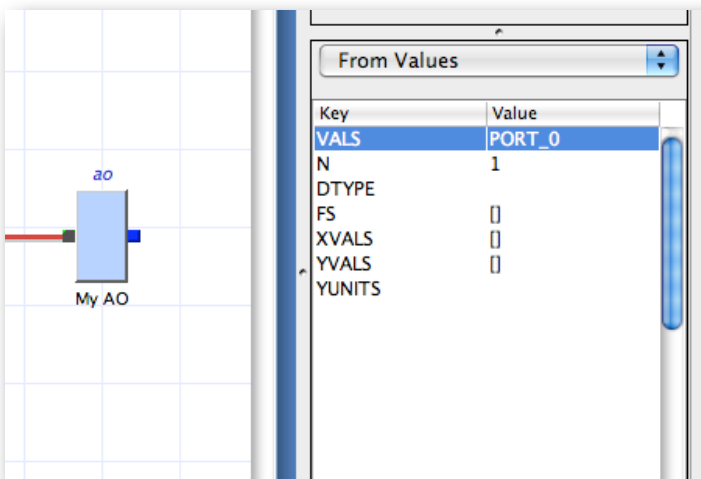 ao
My AO
From Values
Key Value
VALS PORT_0
N 1
DTYPE
FS []
XVALS []
YVALS []
YUNITS